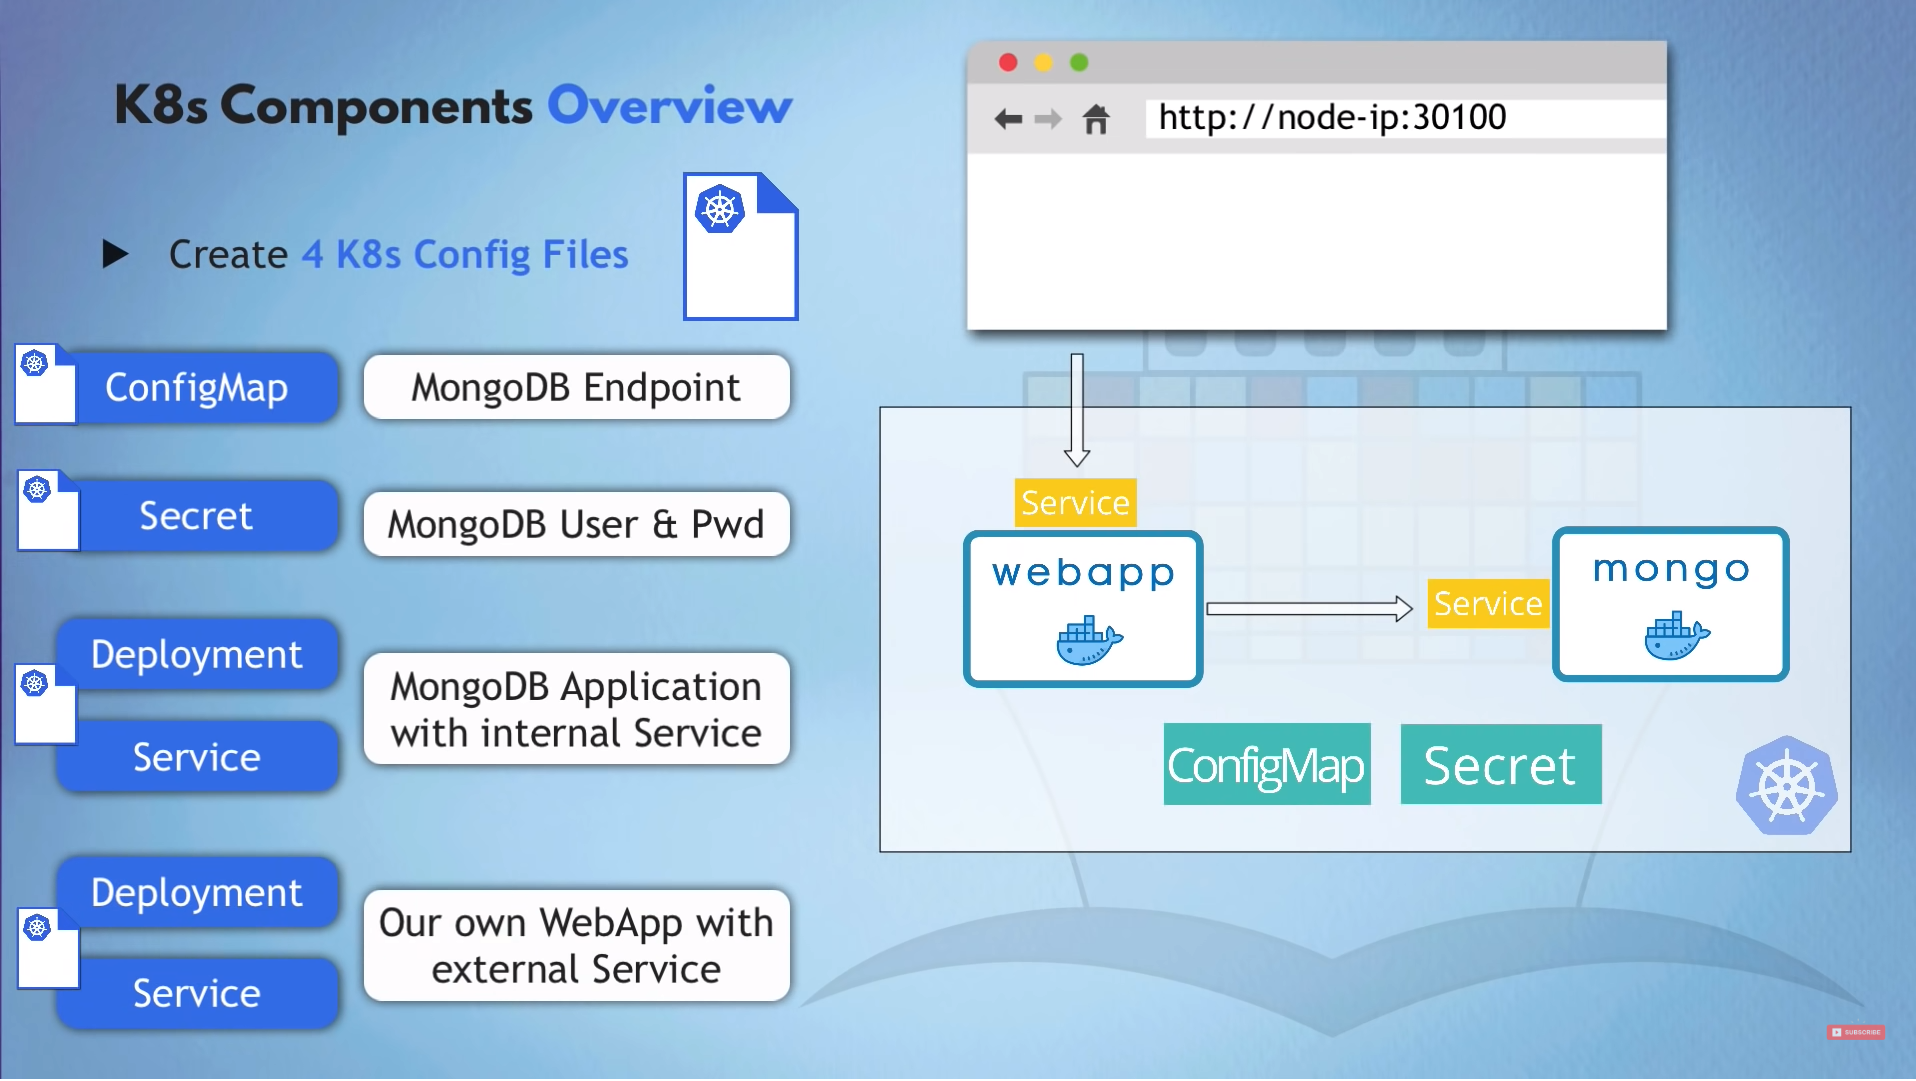 K8s Components Overview
Create 4 K8s Config Files
ConfigMap
MongoDB Endpoint
Secret
MongoDB User & Pwd
Deployment
Service
MongoDB Application
with internal Service
Deployment
Service
Our own WebApp with
external Service
http://node-ip:30100
Service
webapp
Service
mongo
ConfigMap
Secret
SUBSCRIBE